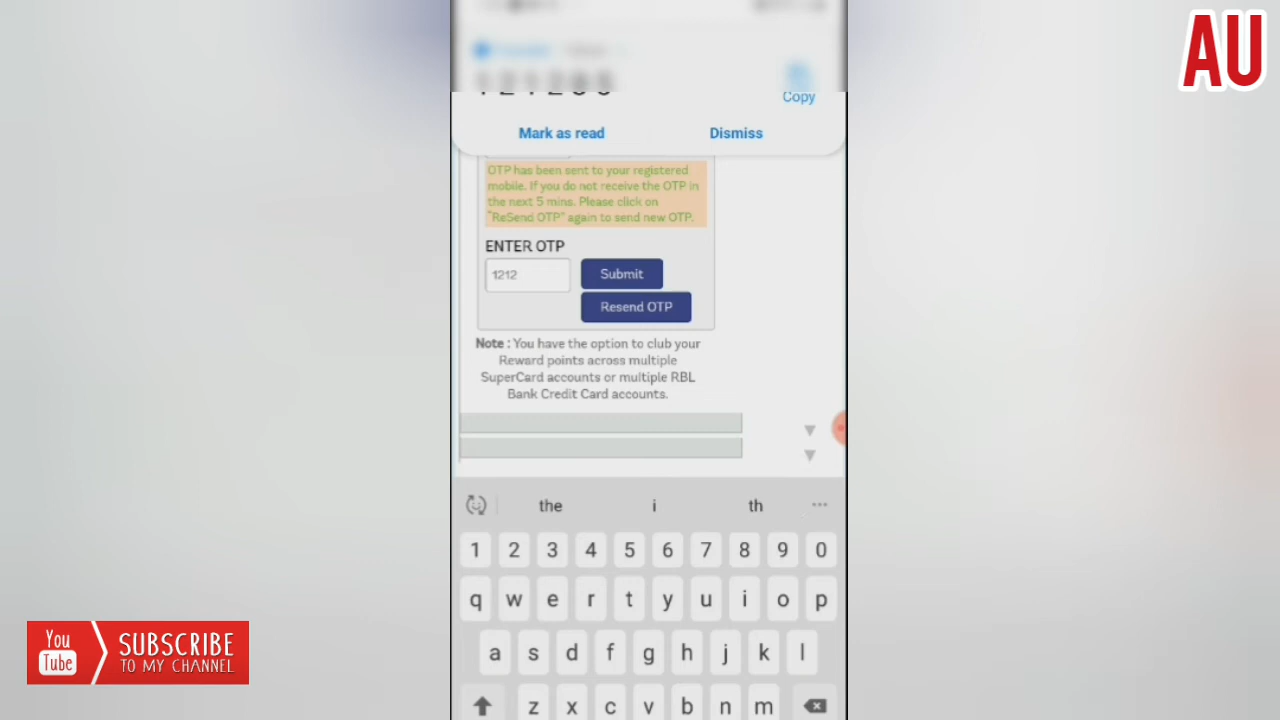 AU
Copy
Mark as read
Dismiss
OTP has been sent to your registered
mobile. If you do not receive the OTP in
the next 5 mins. Please click on
"ReSend OTP" again to send new OTP.
ENTER OTP
1212
Submit
Resend OTP
Note : You have the option to club your
Reward points across multiple
SuperCard accounts or multiple RBL
Bank Credit Card accounts.
the i th
1 2 3 4 5 6 7 8 9 0
q w e r t y u i o p
a s d f g h j k l
z x c v b n m
You
Tube
SUBSCRIBE
TO MY CHANNEL